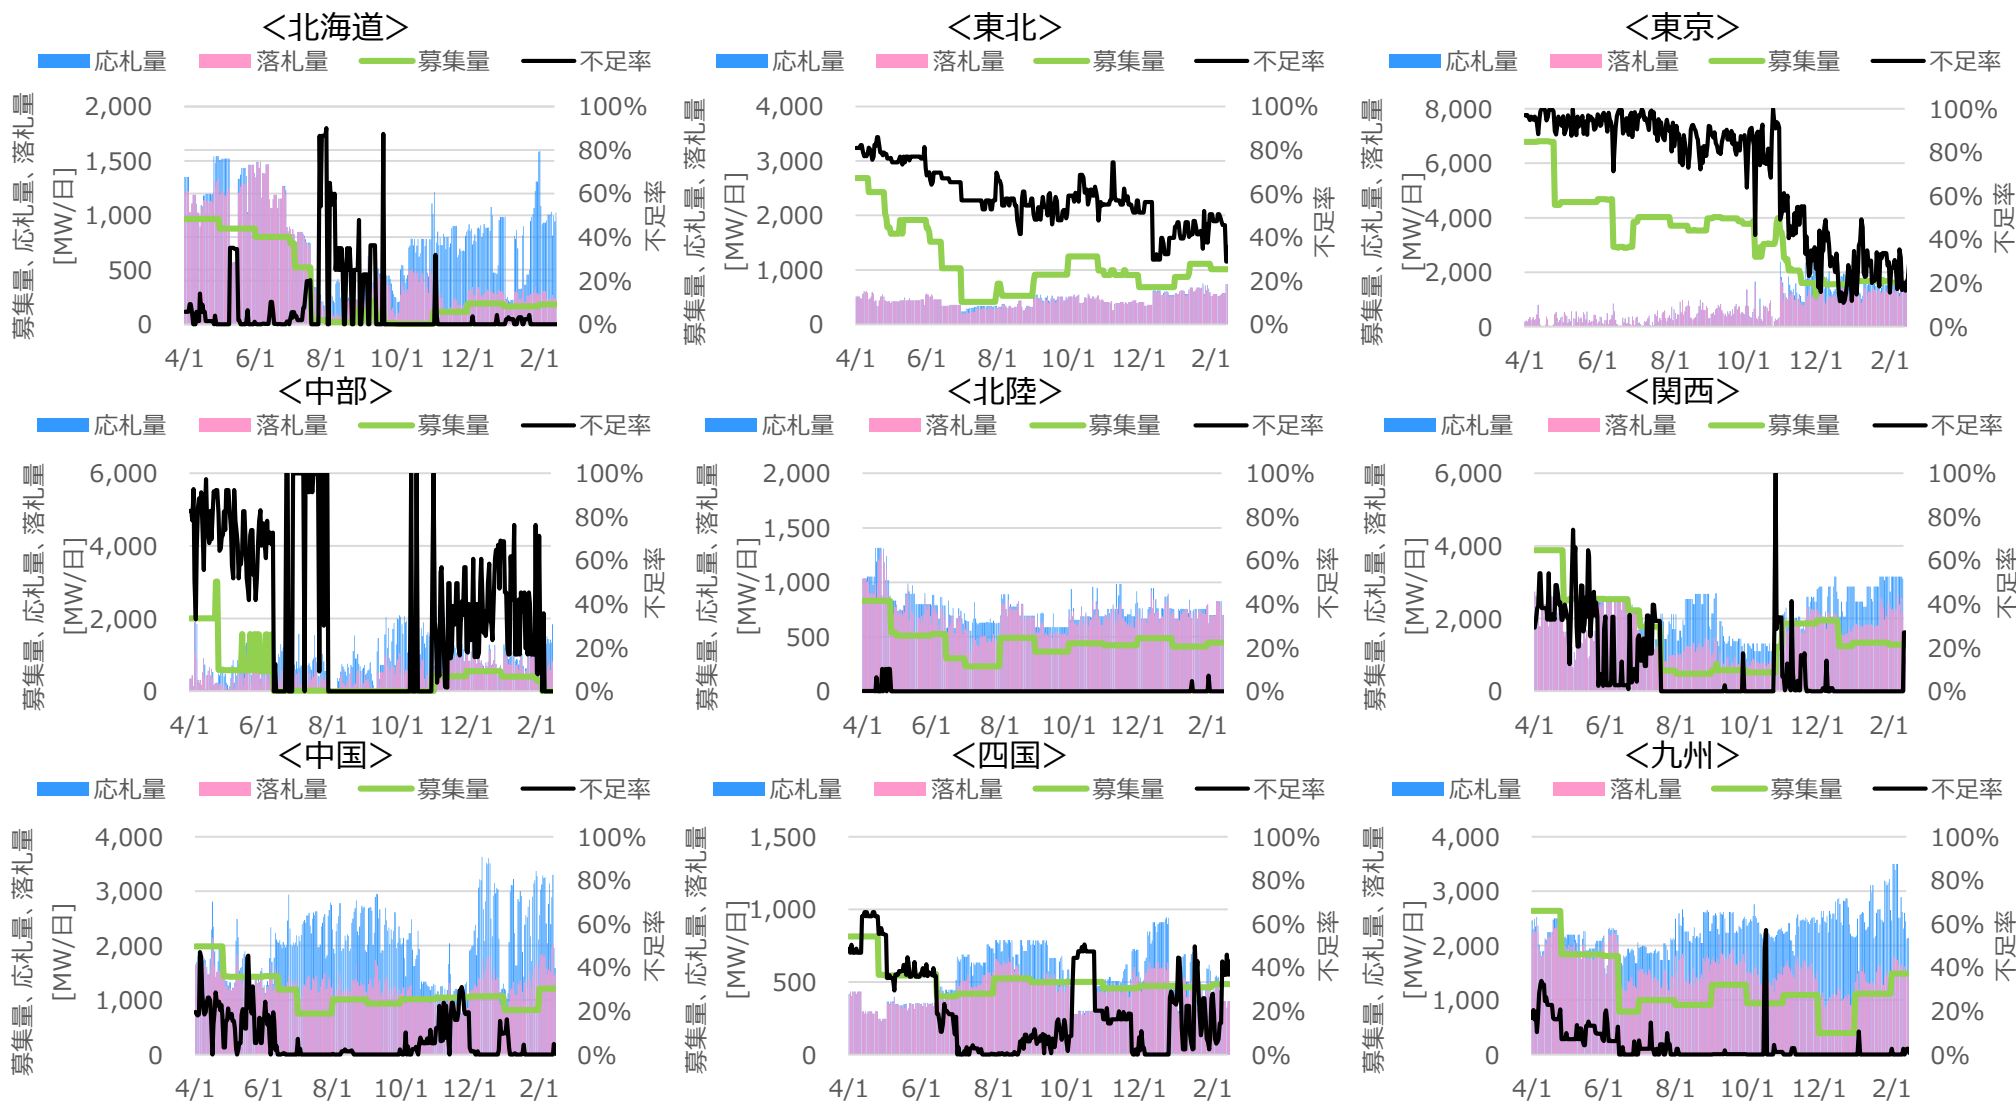 ＜北海道＞
応札量 落札量 募集量 不足率
募集量、応札量、落札量
[MW/日]
2,000
1,500
1,000
500
0
100%
80%
60%
40%
20%
0%
不足率
4/1 6/1 8/1 10/1 12/1 2/1
＜東北＞
応札量 落札量 募集量 不足率
募集量、応札量、落札量
[MW/日]
4,000
3,000
2,000
1,000
0
100%
80%
60%
40%
20%
0%
不足率
4/1 6/1 8/1 10/1 12/1 2/1
＜東京＞
応札量 落札量 募集量 不足率
募集量、応札量、落札量
[MW/日]
8,000
6,000
4,000
2,000
0
100%
80%
60%
40%
20%
0%
不足率
4/1 6/1 8/1 10/1 12/1 2/1
＜中部＞
応札量 落札量 募集量 不足率
募集量、応札量、落札量
[MW/日]
6,000
4,000
2,000
0
100%
80%
60%
40%
20%
0%
不足率
4/1 6/1 8/1 10/1 12/1 2/1
＜北陸＞
応札量 落札量 募集量 不足率
募集量、応札量、落札量
[MW/日]
2,000
1,500
1,000
500
0
100%
80%
60%
40%
20%
0%
不足率
4/1 6/1 8/1 10/1 12/1 2/1
＜関西＞
応札量 落札量 募集量 不足率
募集量、応札量、落札量
[MW/日]
6,000
4,000
2,000
0
100%
80%
60%
40%
20%
0%
不足率
4/1 6/1 8/1 10/1 12/1 2/1
＜中国＞
応札量 落札量 募集量 不足率
募集量、応札量、落札量
[MW/日]
4,000
3,000
2,000
1,000
0
100%
80%
60%
40%
20%
0%
不足率
4/1 6/1 8/1 10/1 12/1 2/1
＜四国＞
応札量 落札量 募集量 不足率
募集量、応札量、落札量
[MW/日]
1,500
1,000
500
0
100%
80%
60%
40%
20%
0%
不足率
4/1 6/1 8/1 10/1 12/1 2/1
＜九州＞
応札量 落札量 募集量 不足率
募集量、応札量、落札量
[MW/日]
4,000
3,000
2,000
1,000
0
100%
80%
60%
40%
20%
0%
不足率
4/1 6/1 8/1 10/1 12/1 2/1